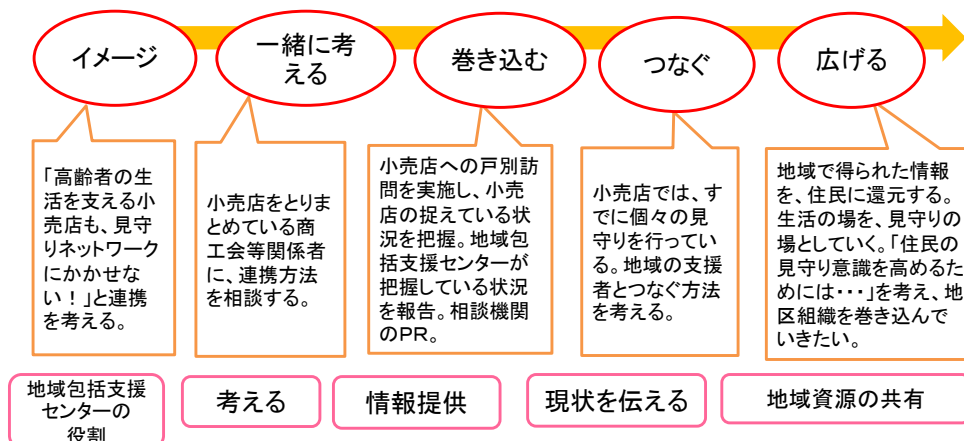 イメージ
一緒に考
える
巻き込む
つなぐ
広げる
「高齢者の生
活を支える小
売店も、見守
りネットワーク
にかかせな
い！」と連携
を考える。
小売店をとりま
とめている商
工会等関係者
に、連携方法
を相談する。
小売店への戸別訪
問を実施し、小売
店の捉えている状
況を把握。地域包
括支援センターが
把握している状況
を報告。相談機関
のPR。
小売店では、す
でに個々の見
守りを行ってい
る。地域の支援
者とつなぐ方法
を考える。
地域で得られた情報
を、住民に還元する。
生活の場を、見守りの
場としていく。「住民の
見守り意識を高めるた
めには・・・」を考え、地
区組織を巻き込んで
いきたい。
地域包括支援
センターの
役割
考える
情報提供
現状を伝える
地域資源の共有